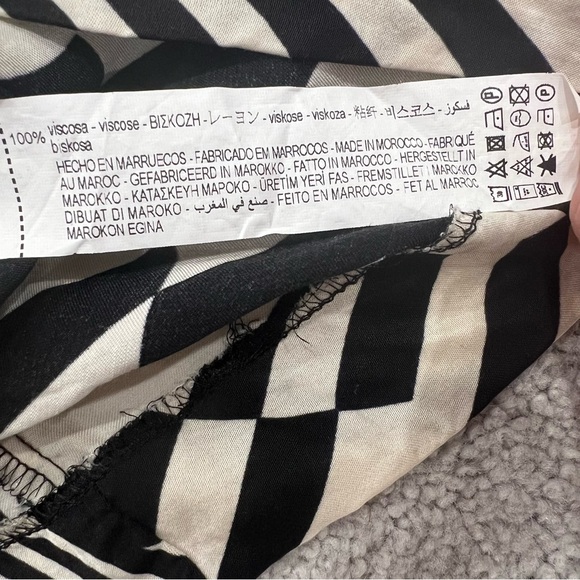 100% viscosa - viscose - ΒΙΣΚΟΖΗ - レーヨン - viskose - viskoza - 粘纤 - 비스코스 - فسكوز -
biskosa
HECHO EN MARRUECOS - FABRICADO EM MARROCOS - MADE IN MOROCCO - FABRIQUÉ
AU MAROC - GEFABRICEERD IN MAROKKO - FATTO IN MAROCCO - HERGESTELLT IN
MAROKKO - ΚΑΤΑΣΚΕΥΗ ΜΑΡΟΚΟ - ÜRETİM YERİ FAS - FREMSTILLET I MAROKKO
DIBUAT DI MAROKO - صنع في المغرب - FEITO EN MARROCOS - FET AL MARROC
MAROKON EGINA
P
P